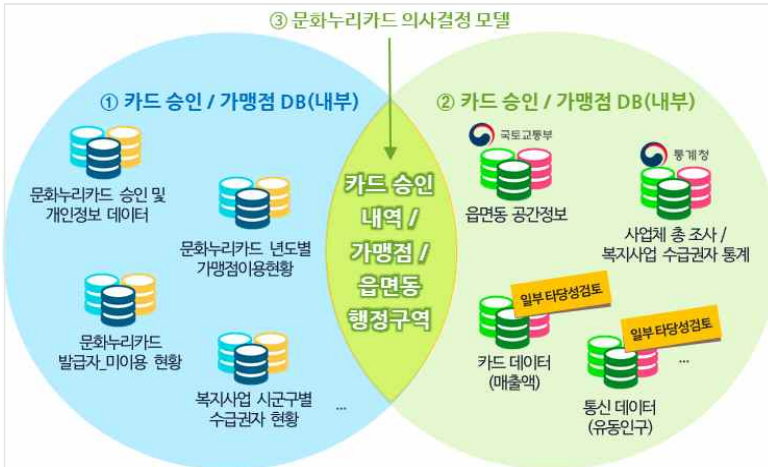 ③ 문화누리카드 의사결정 모델
① 카드 승인 / 가맹점 DB(내부)
문화누리카드 승인 및
개인정보 데이터
문화누리카드 년도별
가맹점이용현황
문화누리카드
발급자_미이용 현황
복지사업 시군구별
수급권자 현황
...
카드 승인
내역 /
가맹점 /
읍면동
행정구역
② 카드 승인 / 가맹점 DB(내부)
국토교통부
읍면동 공간정보
통계청
사업체 총 조사 /
복지사업 수급권자 통계
일부 타당성검토
카드 데이터
(매출액)
일부 타당성검토
...
통신 데이터
(유동인구)